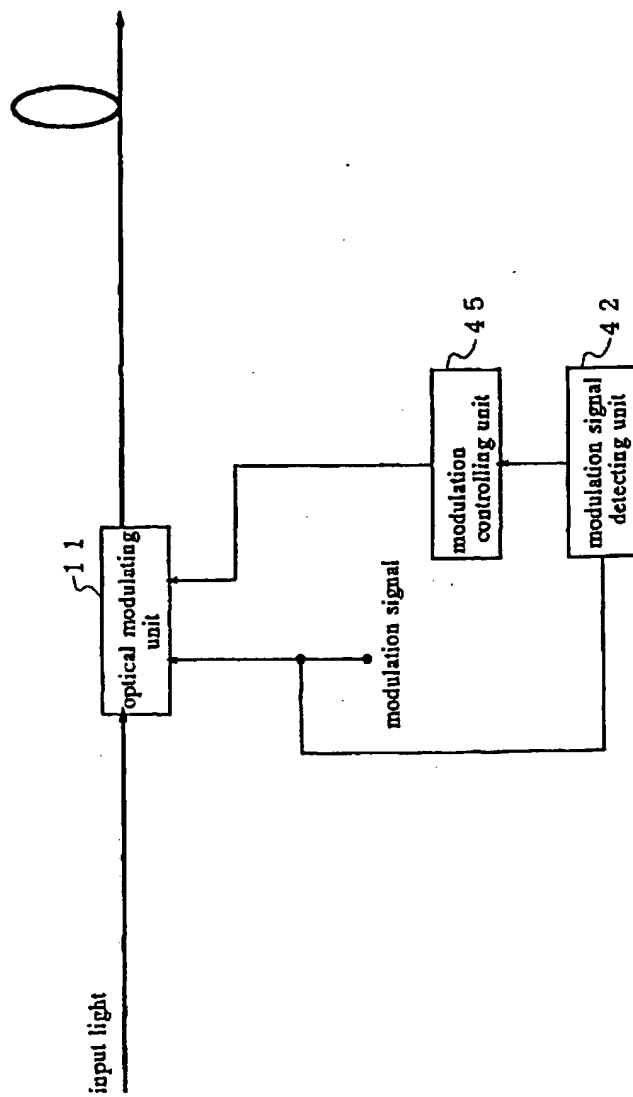 input light
11
optical modulating
unit
modulation signal
45
modulation
controlling unit
42
modulation signal
detecting unit